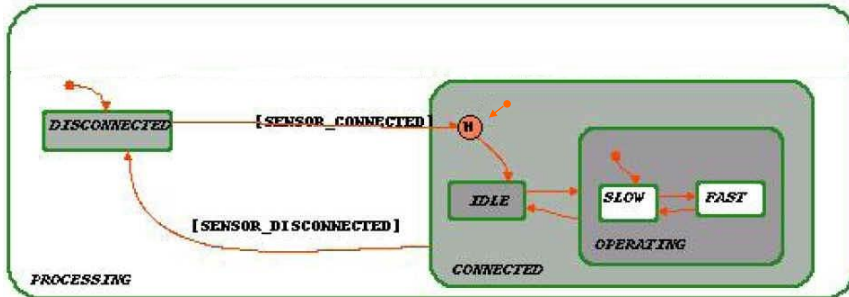 DISCONNECTED
[SENSOR_CONNECTED]
H
IDLE
SLOW
FAST
[SENSOR_DISCONNECTED]
OPERATING
CONNECTED
PROCESSING